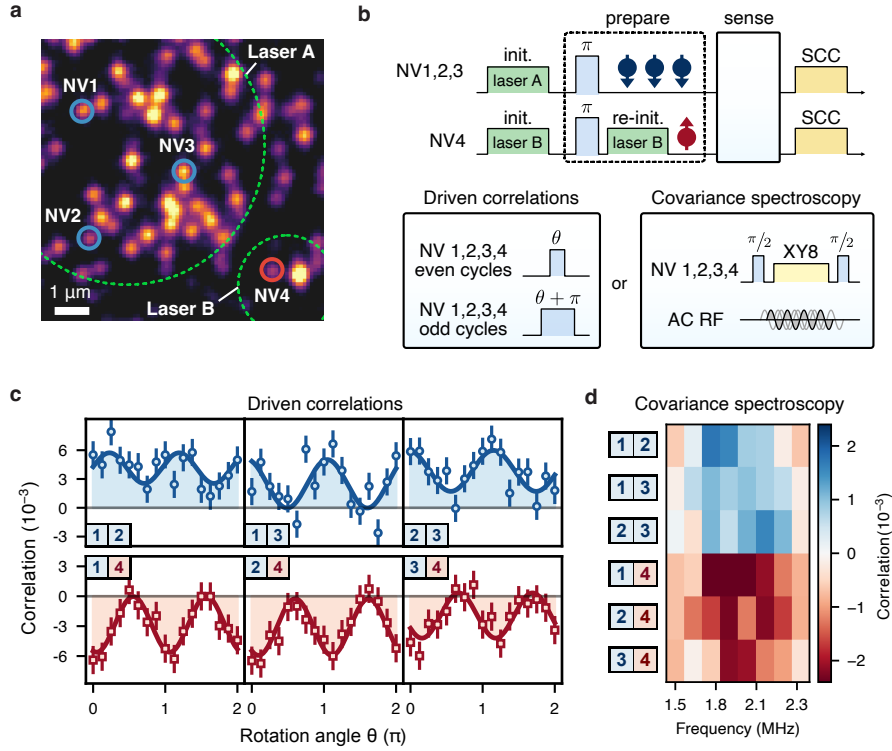 a
Laser A
NV1
NV3
NV2
NV4
Laser B
1 μm
b
prepare
sense
NV1,2,3
init.
laser A
π
SCC
NV4
init.
laser B
π
re-init.
laser B
SCC
Driven correlations
NV 1,2,3,4
even cycles
θ
NV 1,2,3,4
odd cycles
θ + π
or
Covariance spectroscopy
NV 1,2,3,4
π/2
XY8
π/2
AC RF
c
Driven correlations
Correlation (10⁻³)
6
3
0
-3
1 2
1 3
2 3
3
0
-3
-6
1 4
2 4
3 4
0 1 2
0 1 2
0 1 2
Rotation angle θ (π)
d
Covariance spectroscopy
1 2
1 3
2 3
1 4
2 4
3 4
1.5 1.8 2.1 2.3
Frequency (MHz)
2
1
0
−1
−2
Correlation(10⁻³)